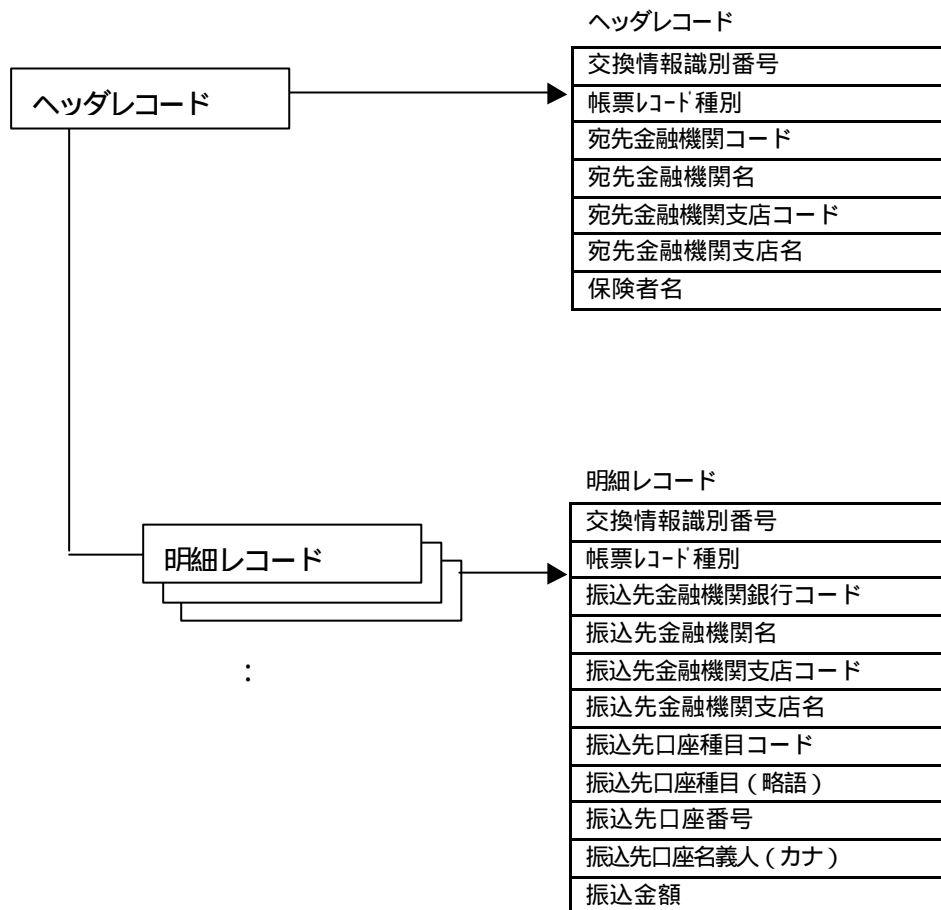 ヘッダレコード
ヘッダレコード
交換情報識別番号
帳票ﾚｺｰﾄﾞ種別
宛先金融機関コード
宛先金融機関名
宛先金融機関支店コード
宛先金融機関支店名
保険者名
明細レコード
明細レコード
:
交換情報識別番号
帳票ﾚｺｰﾄﾞ種別
振込先金融機関銀行コード
振込先金融機関名
振込先金融機関支店コード
振込先金融機関支店名
振込先口座種目コード
振込先口座種目(略語)
振込先口座番号
振込先口座名義人(カナ)
振込金額